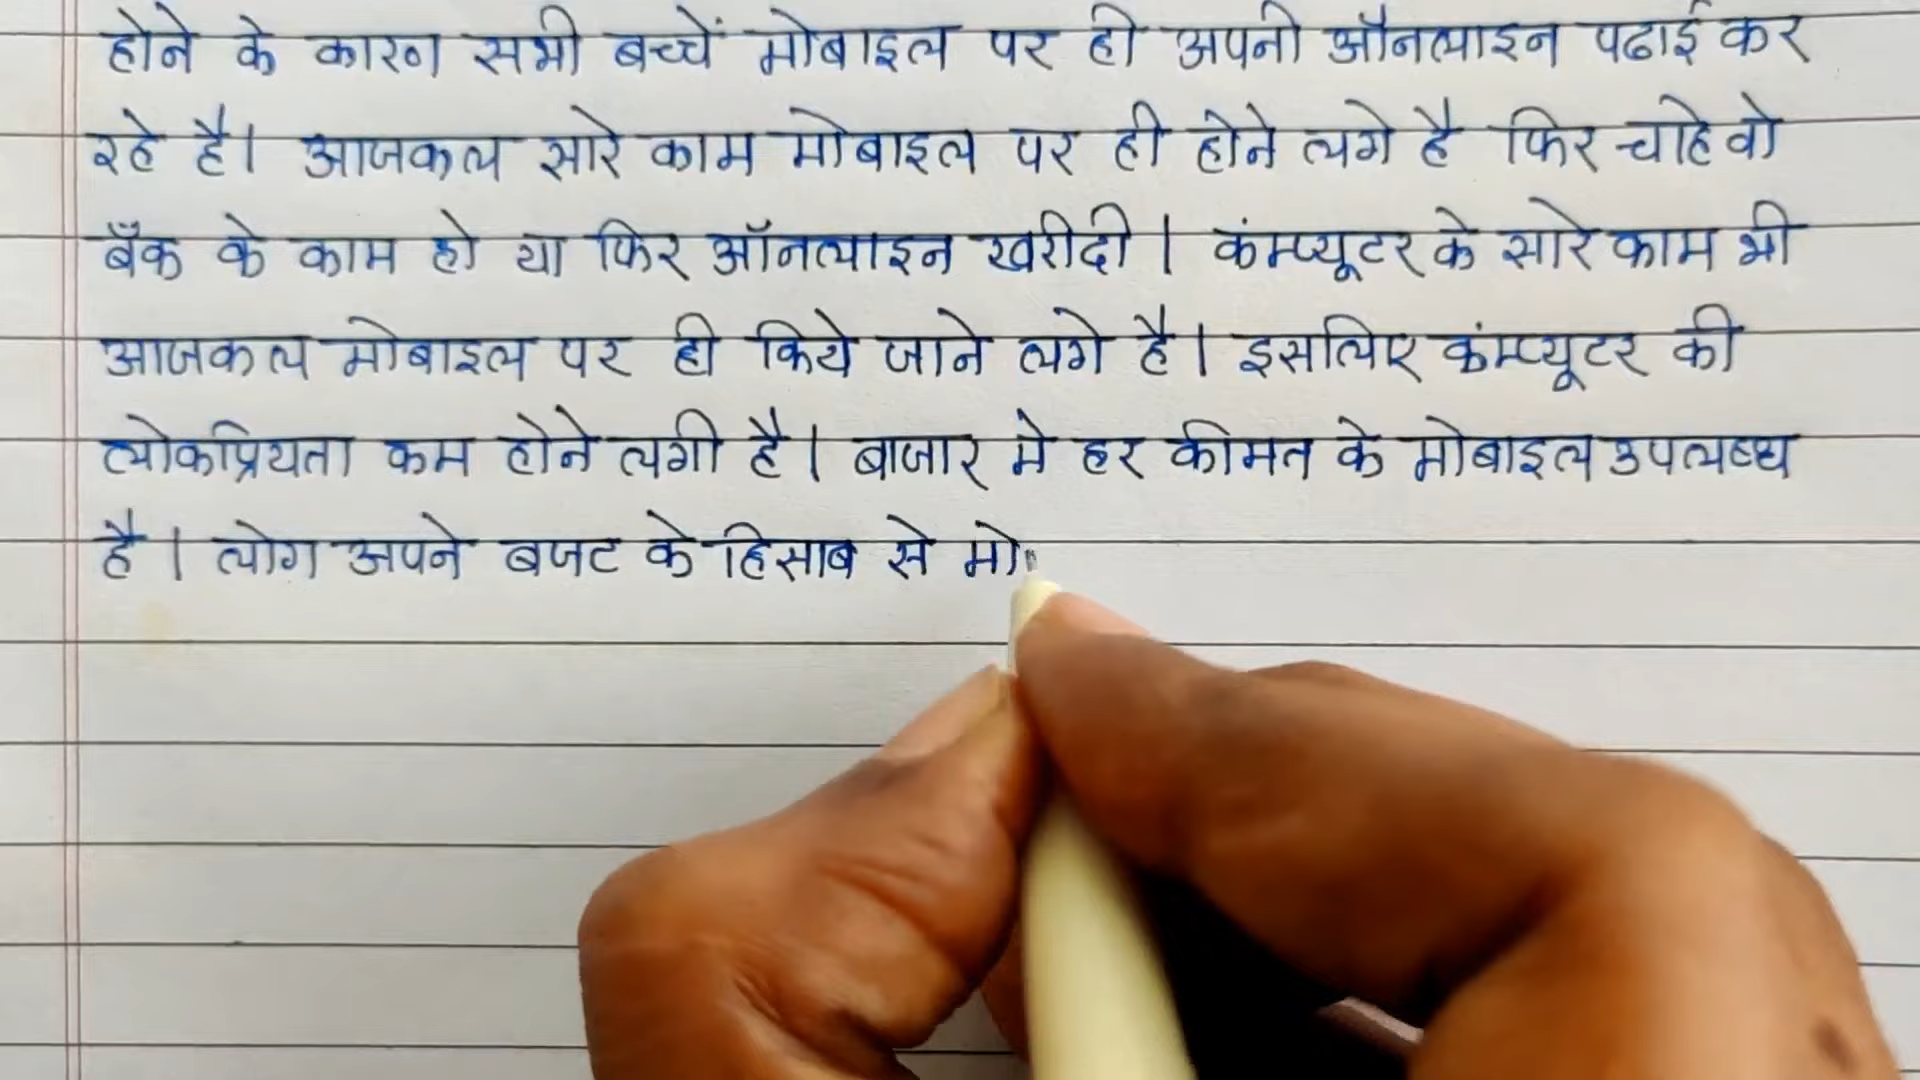 होने के कारण सभी बच्चें मोबाइल पर ही अपनी ऑनलाइन पढाई कर
रहे है। आजकल सारे काम मोबाइल पर ही होने लगे है फिर चाहे वो
बँक के काम हो या फिर ऑनलाइन खरीदी। कंम्प्यूटर के सारे काम भी
आजकल मोबाइल पर ही किये जाने लगे है। इसलिए कंम्प्यूटर की
लोकप्रियता कम होने लगी है। बाजार मे हर कीमत के मोबाइल उपलब्ध
है। लोग अपने बजट के हिसाब से मो